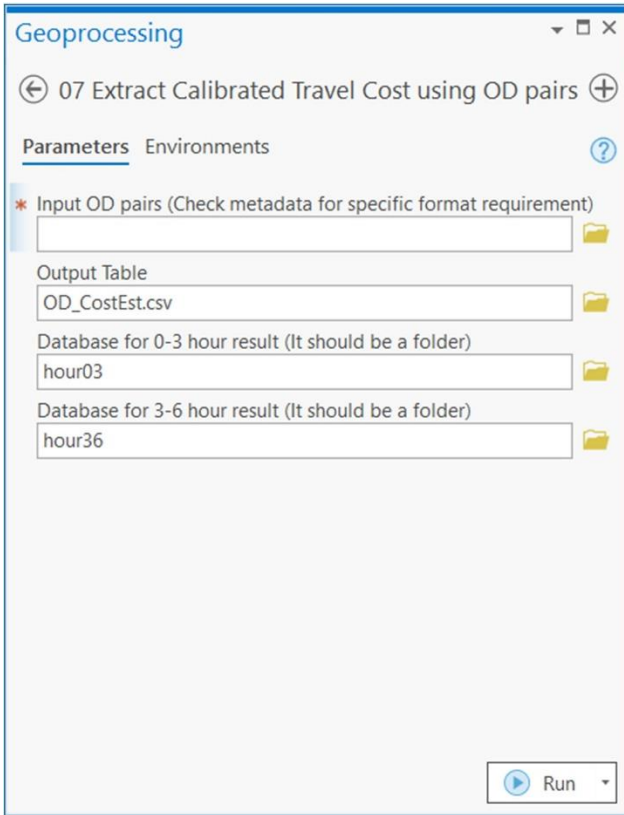 Geoprocessing
07 Extract Calibrated Travel Cost using OD pairs
Parameters Environments
?
* Input OD pairs (Check metadata for specific format requirement)
Output Table
OD_CostEst.csv
Database for 0-3 hour result (It should be a folder)
hour03
Database for 3-6 hour result (It should be a folder)
hour36
Run